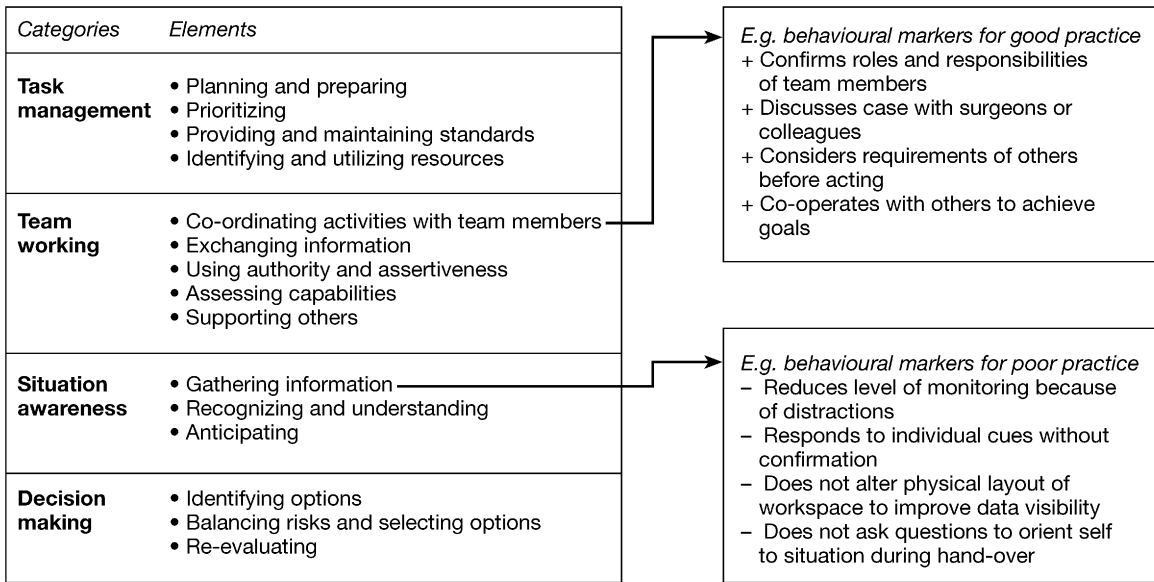 Categories Elements
Task
management
• Planning and preparing
• Prioritizing
• Providing and maintaining standards
• Identifying and utilizing resources
Team
working
• Co-ordinating activities with team members
• Exchanging information
• Using authority and assertiveness
• Assessing capabilities
• Supporting others
Situation
awareness
• Gathering information
• Recognizing and understanding
• Anticipating
Decision
making
• Identifying options
• Balancing risks and selecting options
• Re-evaluating
E.g. behavioural markers for good practice
+ Confirms roles and responsibilities
of team members
+ Discusses case with surgeons or
colleagues
+ Considers requirements of others
before acting
+ Co-operates with others to achieve
goals
E.g. behavioural markers for poor practice
– Reduces level of monitoring because
of distractions
– Responds to individual cues without
confirmation
– Does not alter physical layout of
workspace to improve data visibility
– Does not ask questions to orient self
to situation during hand-over